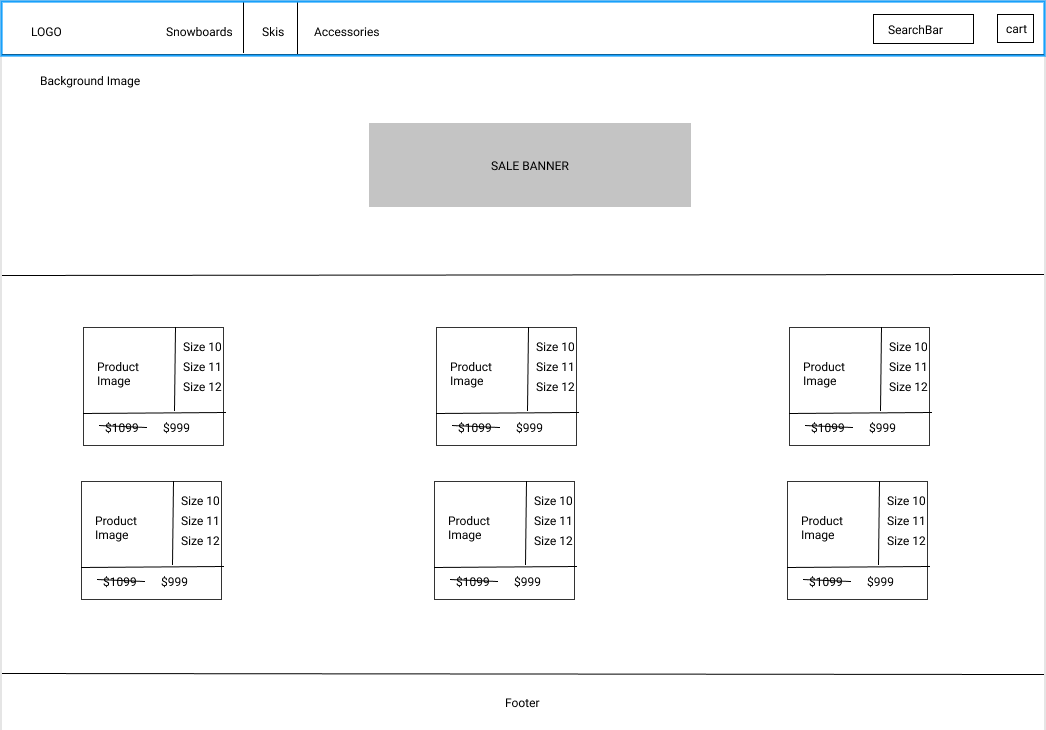 LOGO
Snowboards
Skis
Accessories
SearchBar
cart
Background Image
SALE BANNER
Product
Image
Size 10
Size 11
Size 12
$1099
$999
Product
Image
Size 10
Size 11
Size 12
$1099
$999
Product
Image
Size 10
Size 11
Size 12
$1099
$999
Product
Image
Size 10
Size 11
Size 12
$1099
$999
Product
Image
Size 10
Size 11
Size 12
$1099
$999
Product
Image
Size 10
Size 11
Size 12
$1099
$999
Footer